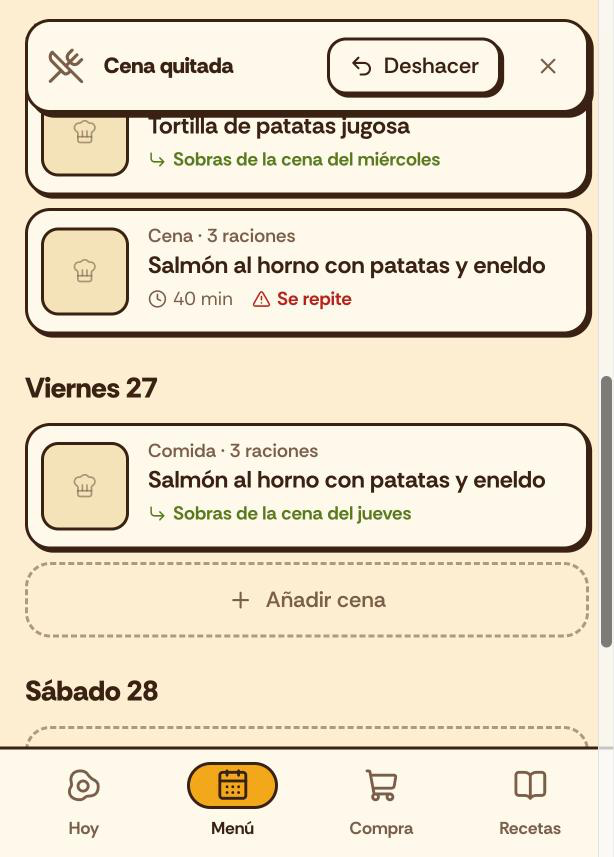 Cena quitada
Deshacer
Tortilla de patatas jugosa
Sobras de la cena del miércoles
Cena · 3 raciones
Salmón al horno con patatas y eneldo
40 min Se repite
Viernes 27
Comida · 3 raciones
Salmón al horno con patatas y eneldo
Sobras de la cena del jueves
Añadir cena
Sábado 28
Hoy Menú Compra Recetas